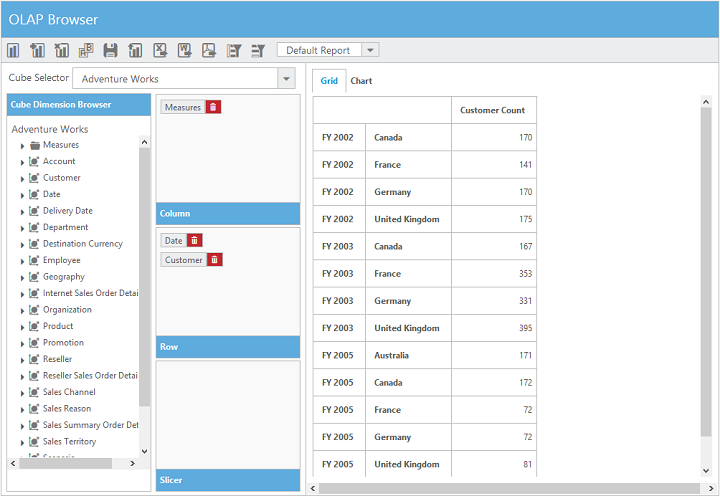 OLAP Browser
Default Report
Cube Selector Adventure Works
Cube Dimension Browser
Adventure Works
Measures
Account
Customer
Date
Delivery Date
Department
Destination Currency
Employee
Geography
Internet Sales Order Detai
Organization
Product
Promotion
Reseller
Reseller Sales Order Detai
Sales Channel
Sales Reason
Sales Summary Order Det
Sales Territory
Measures
Column
Date
Customer
Row
Slicer
Grid Chart
Customer Count
FY 2002 Canada 170
FY 2002 France 141
FY 2002 Germany 170
FY 2002 United Kingdom 175
FY 2003 Canada 167
FY 2003 France 353
FY 2003 Germany 331
FY 2003 United Kingdom 395
FY 2005 Australia 171
FY 2005 Canada 172
FY 2005 France 72
FY 2005 Germany 72
FY 2005 United Kingdom 81